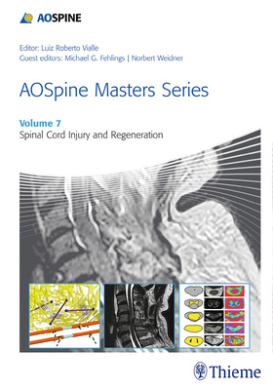 AOSPINE
Editor: Luiz Roberto Vialle
Guest editors: Michael G. Fehlings | Norbert Weidner
AOSpine Masters Series
Volume 7
Spinal Cord Injury and Regeneration
Thieme